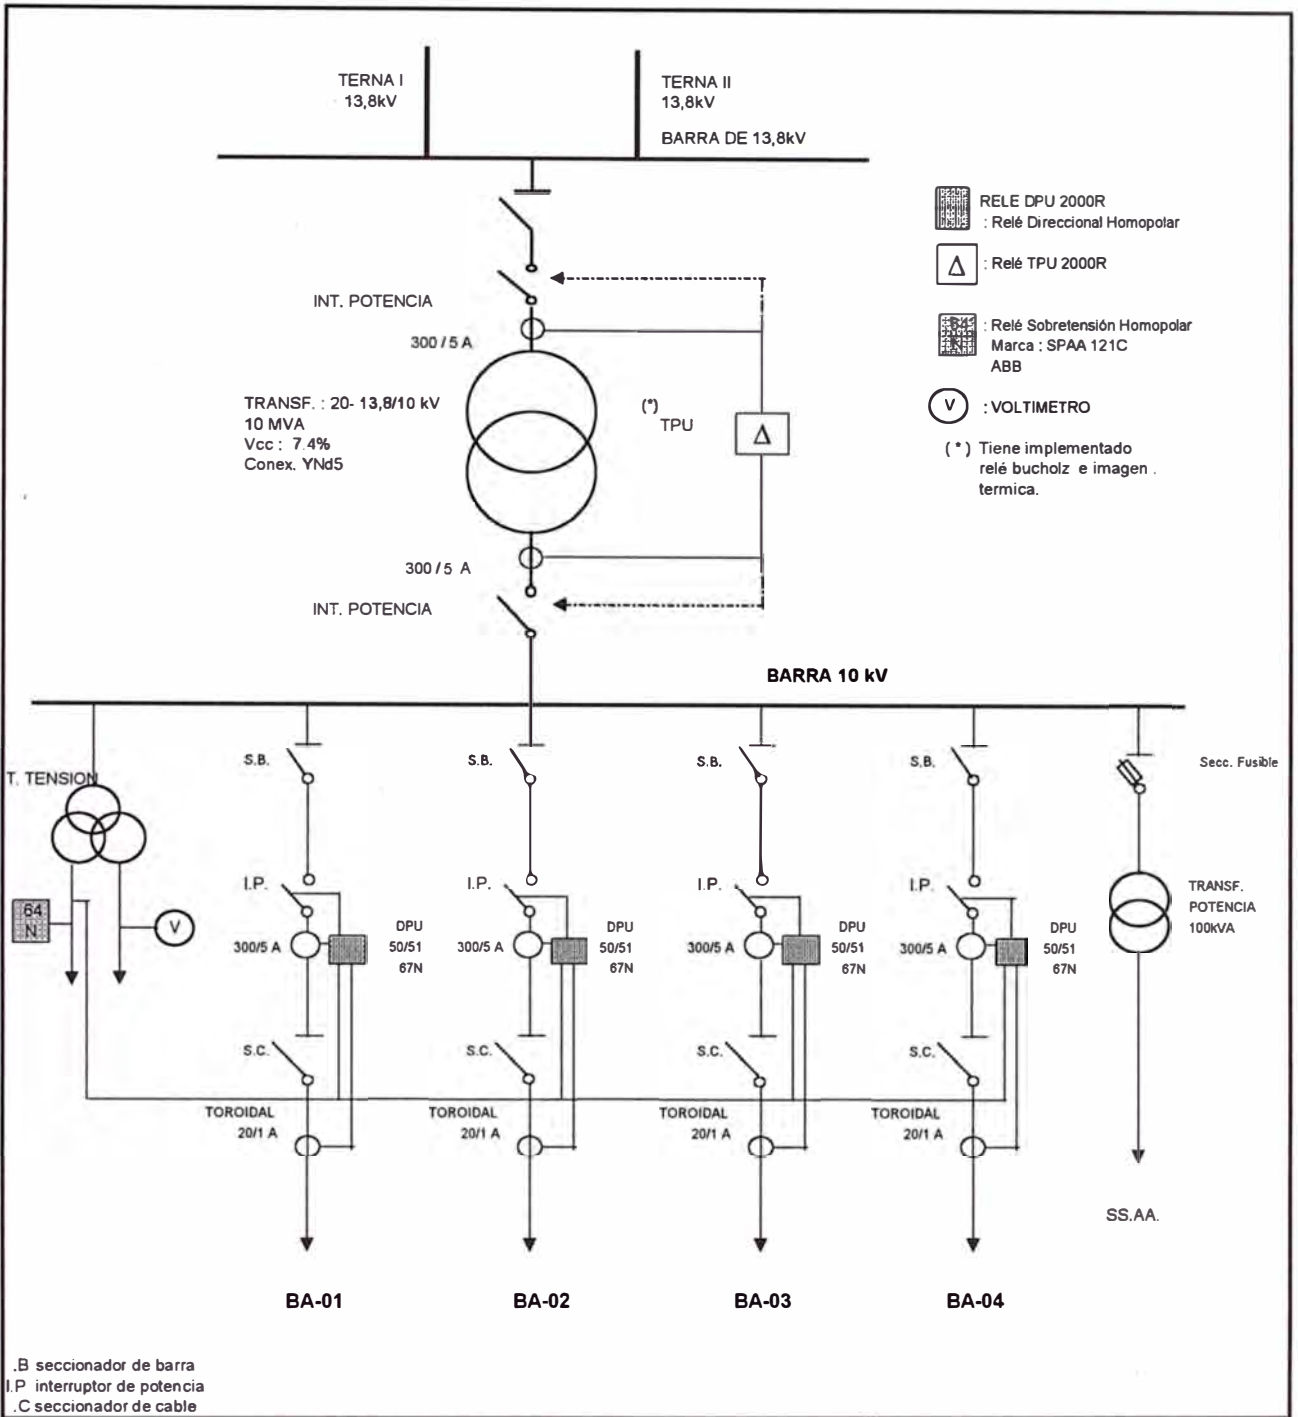 TERNA I
13,8kV
TERNA II
13,8kV
BARRA DE 13,8kV
RELE DPU 2000R
: Relé Direccional Homopolar
Δ : Relé TPU 2000R
64 N : Relé Sobretensión Homopolar
Marca : SPAA 121C
ABB
V : VOLTIMETRO
( * ) Tiene implementado
relé bucholz e imagen .
termica.
INT. POTENCIA
300 / 5 A
TRANSF. : 20- 13,8/10 kV
10 MVA
Vcc : 7.4%
Conex. YNd5
(*)
TPU
Δ
300 / 5 A
INT. POTENCIA
BARRA 10 kV
T. TENSION
S.B.
S.B.
S.B.
S.B.
Secc. Fusible
I.P.
I.P.
I.P.
I.P.
TRANSF.
POTENCIA
100kVA
64
N
V
300/5 A
DPU
50/51
67N
300/5 A
DPU
50/51
67N
300/5 A
DPU
50/51
67N
300/5 A
DPU
50/51
67N
S.C.
S.C.
S.C.
S.C.
TOROIDAL
20/1 A
TOROIDAL
20/1 A
TOROIDAL
20/1 A
TOROIDAL
20/1 A
SS.AA.
BA-01
BA-02
BA-03
BA-04
.B seccionador de barra
I.P interruptor de potencia
.C seccionador de cable